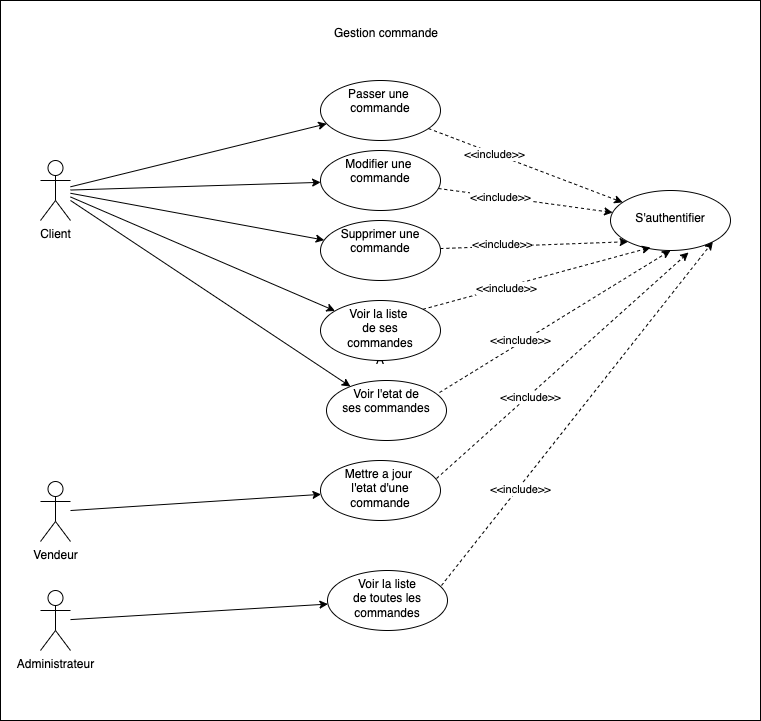 Gestion commande
Passer une
commande
<<include>>
Modifier une
commande
<<include>>
S'authentifier
Client
Supprimer une
commande
<<include>>
Voir la liste
de ses
commandes
<<include>>
Voir l'etat de
ses commandes
<<include>>
Mettre a jour
l'etat d'une
commande
<<include>>
Vendeur
<<include>>
Voir la liste
de toutes les
commandes
Administrateur